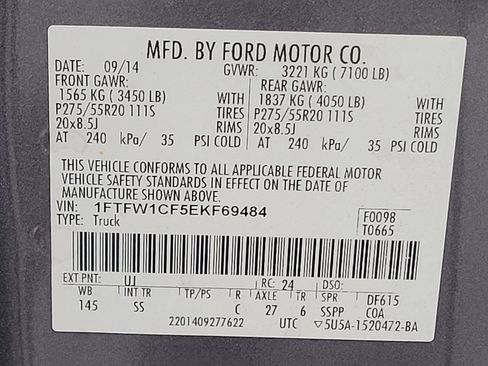 MFD. BY FORD MOTOR CO.
DATE: 09/14 GVWR: 3221 KG ( 7100 LB)
FRONT GAWR: REAR GAWR:
1565 KG ( 3450 LB) WITH 1837 KG ( 4050 LB) WITH
P275/55R20 111S TIRES P275/55R20 111S TIRES
20x8.5J RIMS 20x8.5J RIMS
AT 240 kPa/ 35 PSI COLD AT 240 kPa/ 35 PSI COLD
THIS VEHICLE CONFORMS TO ALL APPLICABLE FEDERAL MOTOR
VEHICLE SAFETY STANDARDS IN EFFECT ON THE DATE OF
MANUFACTURE SHOWN ABOVE.
VIN: 1FTFW1CF5EKF69484 F0098
TYPE: Truck T0665
EXT PNT: UJ RC: 24 DF615
WB INT TR TP/PS R AXLE TR SPR
145 SS C 27 6 SSPP COA
2201409277622 UTC ▽5U5A-1520472-BA